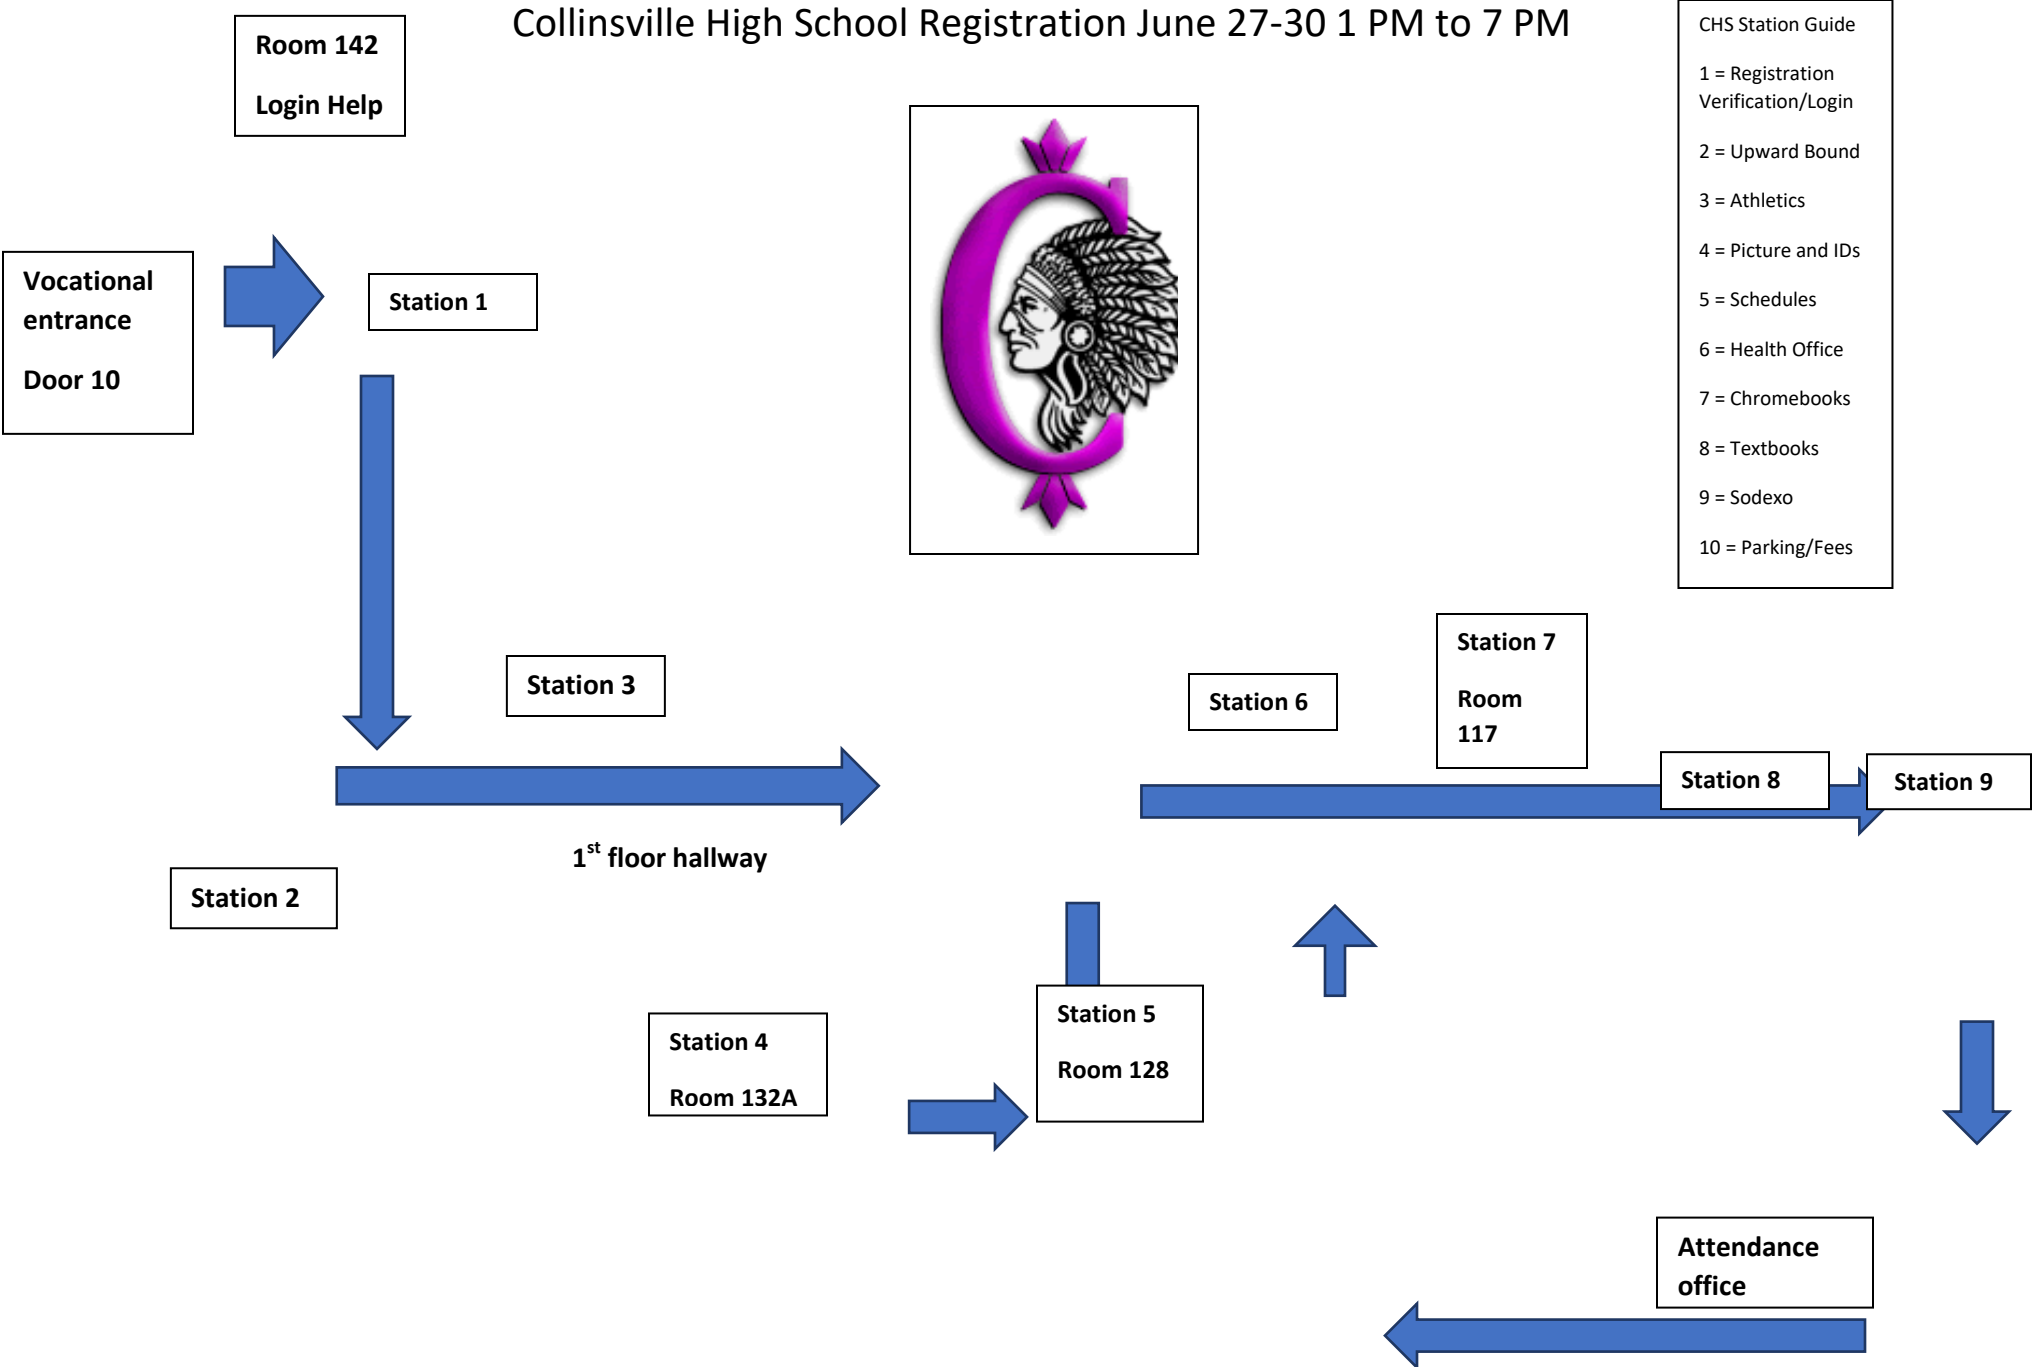 Collinsville High School Registration June 27-30 1 PM to 7 PM
Room 142
Login Help
CHS Station Guide
1 = Registration
Verification/Login
2 = Upward Bound
3 = Athletics
4 = Picture and IDs
5 = Schedules
6 = Health Office
7 = Chromebooks
8 = Textbooks
9 = Sodexo
10 = Parking/Fees
Vocational
entrance
Door 10
Station 1
Station 3
Station 6
Station 7
Room
117
Station 8
Station 9
1st floor hallway
Station 2
Station 4
Room 132A
Station 5
Room 128
Attendance
office